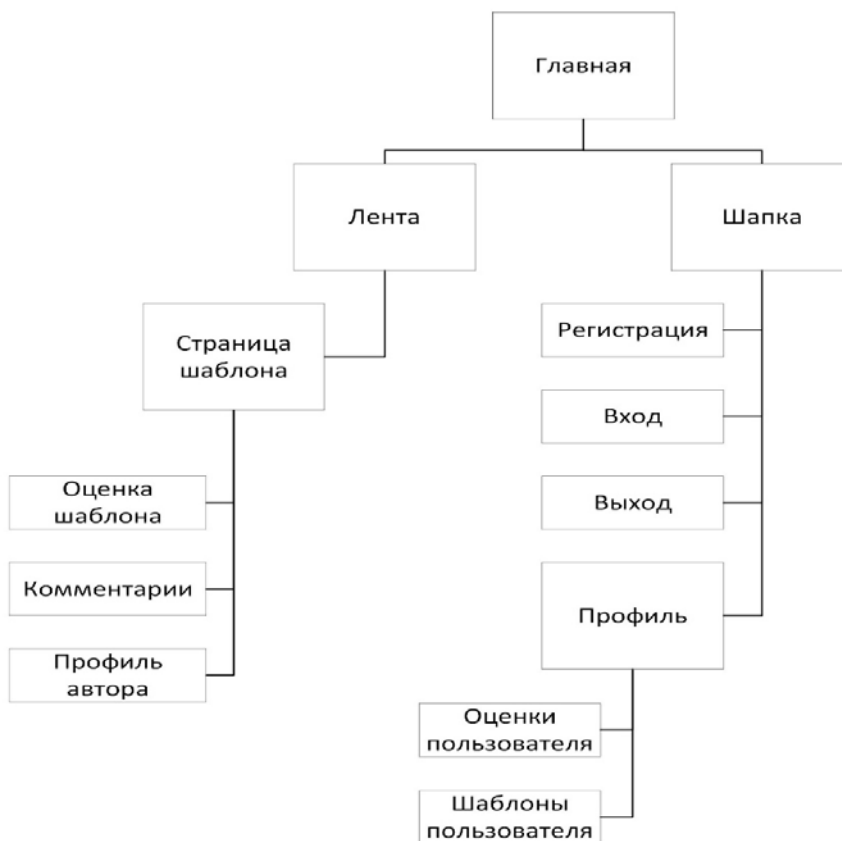 Главная
Лента
Шапка
Страница
шаблона
Регистрация
Вход
Оценка
шаблона
Выход
Комментарии
Профиль
Профиль
автора
Оценки
пользователя
Шаблоны
пользователя